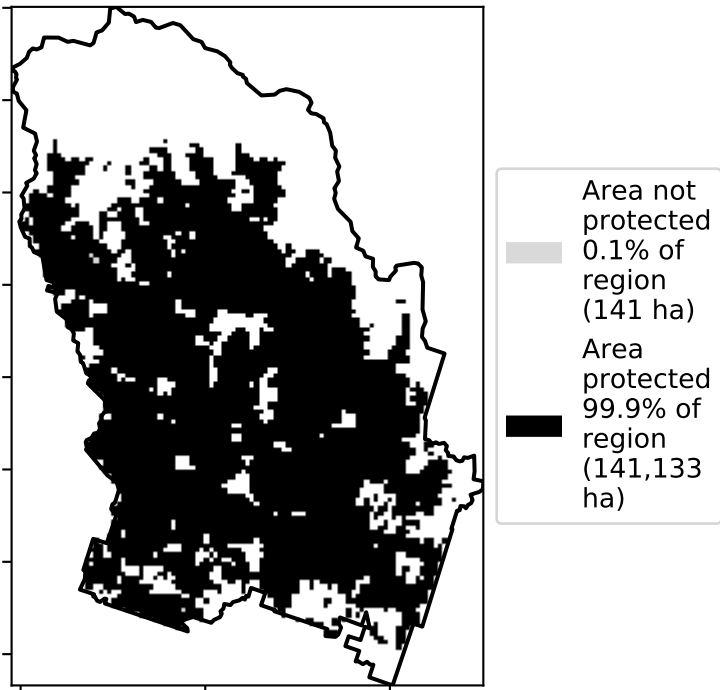 Area not
protected
0.1% of
region
(141 ha)
Area
protected
99.9% of
region
(141,133
ha)